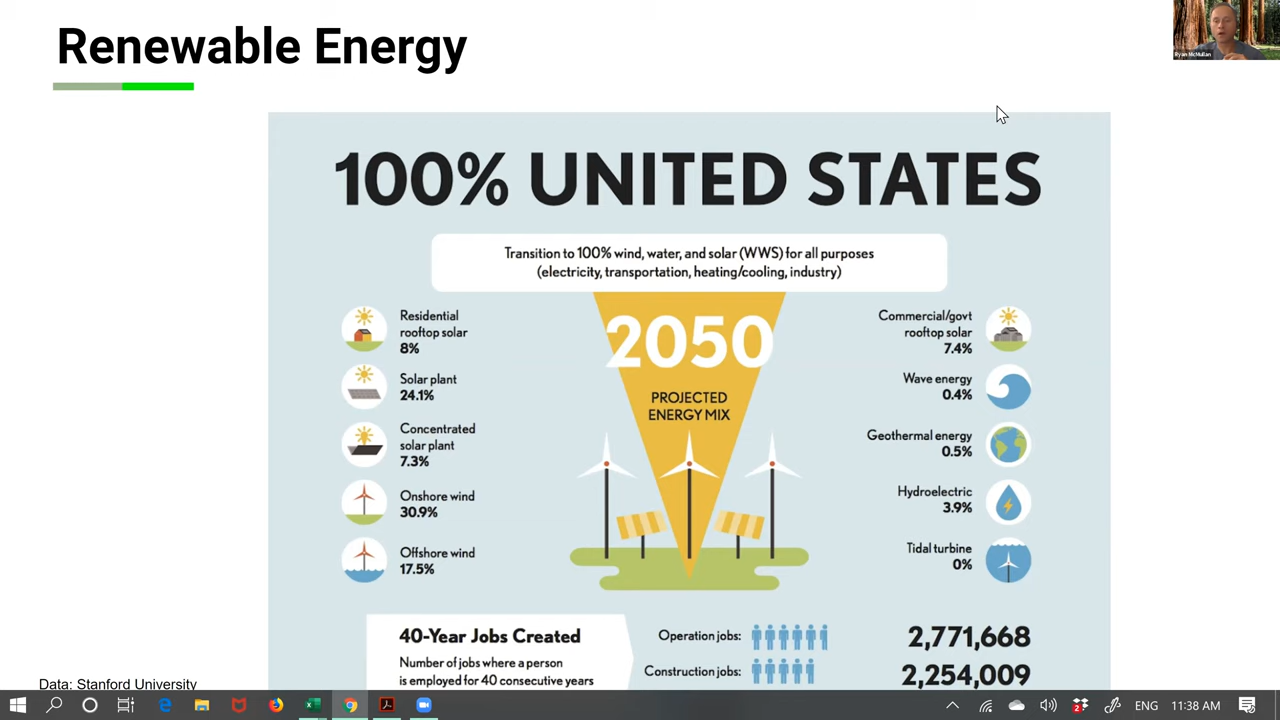 Renewable Energy
Ryan McMullan
100% UNITED STATES
Transition to 100% wind, water, and solar (WWS) for all purposes
(electricity, transportation, heating/cooling, industry)
2050
PROJECTED
ENERGY MIX
Residential
rooftop solar
8%
Solar plant
24.1%
Concentrated
solar plant
7.3%
Onshore wind
30.9%
Offshore wind
17.5%
Commercial/govt
rooftop solar
7.4%
Wave energy
0.4%
Geothermal energy
0.5%
Hydroelectric
3.9%
Tidal turbine
0%
40-Year Jobs Created
Number of jobs where a person
is employed for 40 consecutive years
Operation jobs:
2,771,668
Construction jobs:
2,254,009
Data: Stanford University
2
ENG
11:38 AM